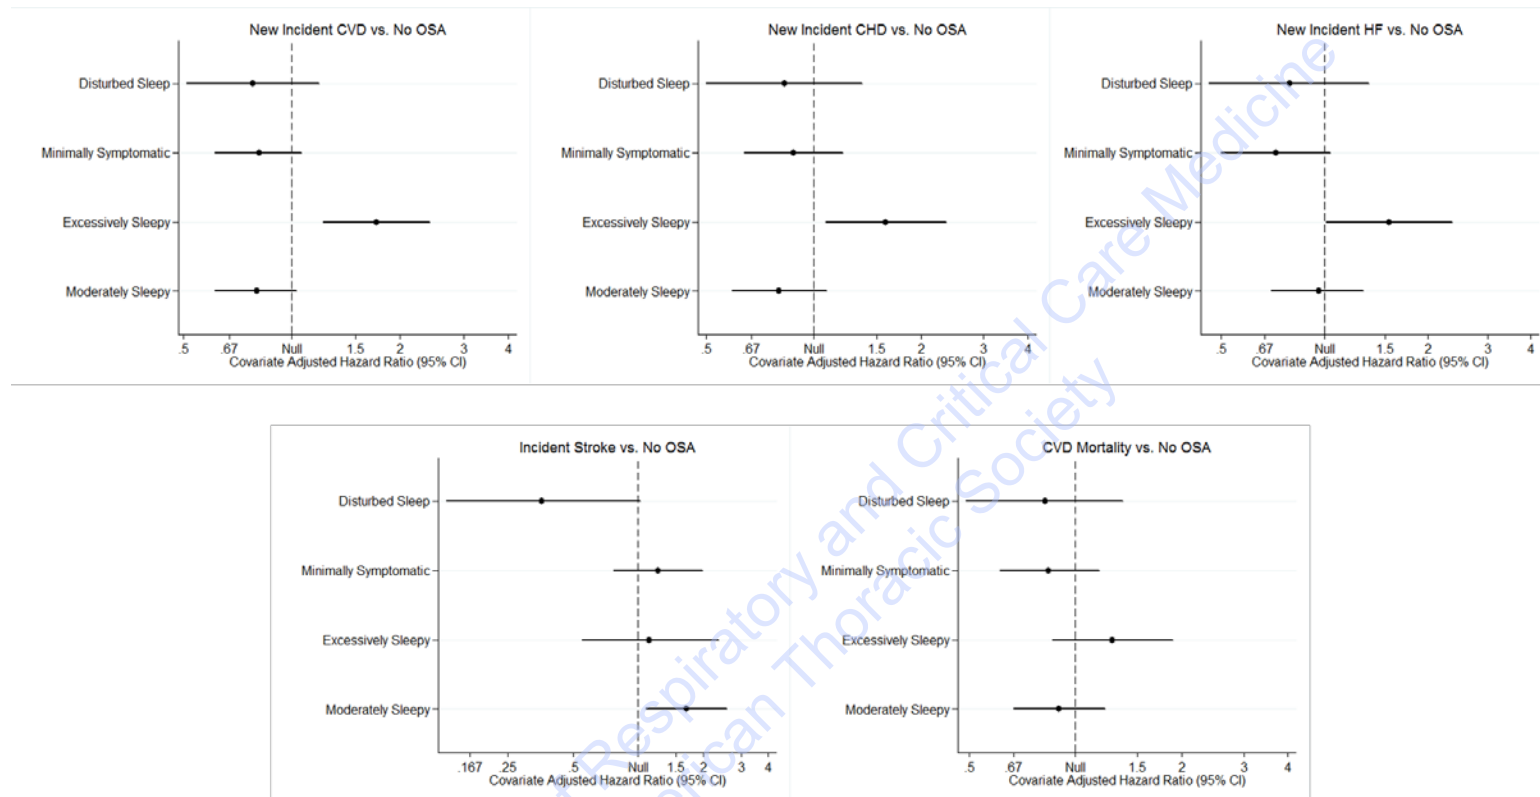 New Incident CVD vs. No OSA
Disturbed Sleep
Minimally Symptomatic
Excessively Sleepy
Moderately Sleepy
.5 .67 Null 1.5 2 3 4
Covariate Adjusted Hazard Ratio (95% CI)
New Incident CHD vs. No OSA
Disturbed Sleep
Minimally Symptomatic
Excessively Sleepy
Moderately Sleepy
.5 .67 Null 1.5 2 3 4
Covariate Adjusted Hazard Ratio (95% CI)
New Incident HF vs. No OSA
Disturbed Sleep
Minimally Symptomatic
Excessively Sleepy
Moderately Sleepy
.5 .67 Null 1.5 2 3 4
Covariate Adjusted Hazard Ratio (95% CI)
Incident Stroke vs. No OSA
Disturbed Sleep
Minimally Symptomatic
Excessively Sleepy
Moderately Sleepy
.167 .25 .5 Null 1.5 2 3 4
Covariate Adjusted Hazard Ratio (95% CI)
CVD Mortality vs. No OSA
Disturbed Sleep
Minimally Symptomatic
Excessively Sleepy
Moderately Sleepy
.5 .67 Null 1.5 2 3 4
Covariate Adjusted Hazard Ratio (95% CI)
Respiratory and Critical Care Medicine
Thoracic Society